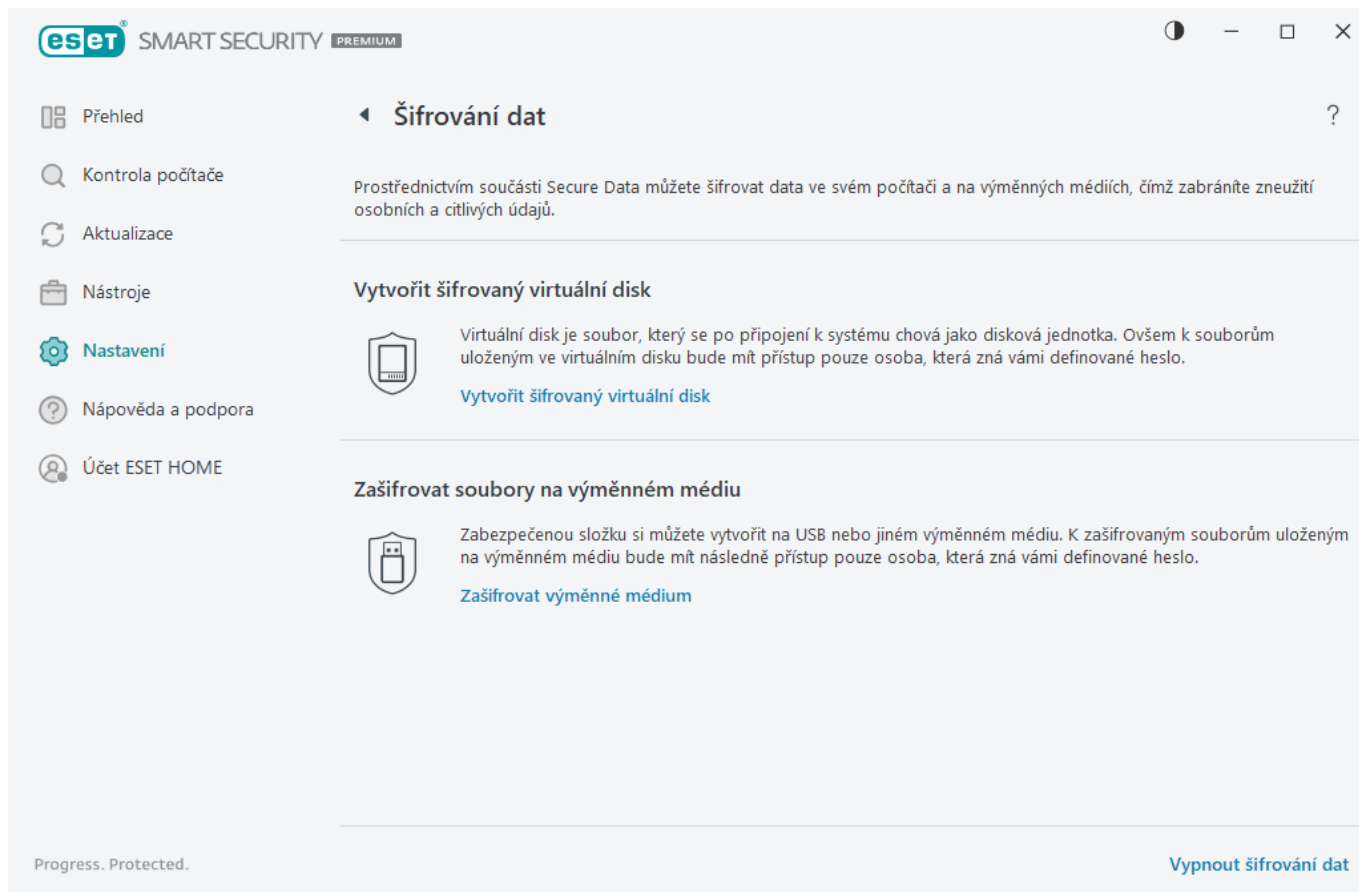 eset® SMART SECURITY PREMIUM
Přehled
Kontrola počítače
Aktualizace
Nástroje
Nastavení
Nápověda a podpora
Účet ESET HOME
Šifrování dat
?
Prostřednictvím součásti Secure Data můžete šifrovat data ve svém počítači a na výměnných médiích, čímž zabráníte zneužití
osobních a citlivých údajů.
Vytvořit šifrovaný virtuální disk
Virtuální disk je soubor, který se po připojení k systému chová jako disková jednotka. Ovšem k souborům
uloženým ve virtuálním disku bude mít přístup pouze osoba, která zná vámi definované heslo.
Vytvořit šifrovaný virtuální disk
Zašifrovat soubory na výměnném médiu
Zabezpečenou složku si můžete vytvořit na USB nebo jiném výměnném médiu. K zašifrovaným souborům uloženým
na výměnném médiu bude mít následně přístup pouze osoba, která zná vámi definované heslo.
Zašifrovat výměnné médium
Progress. Protected.
Vypnout šifrování dat